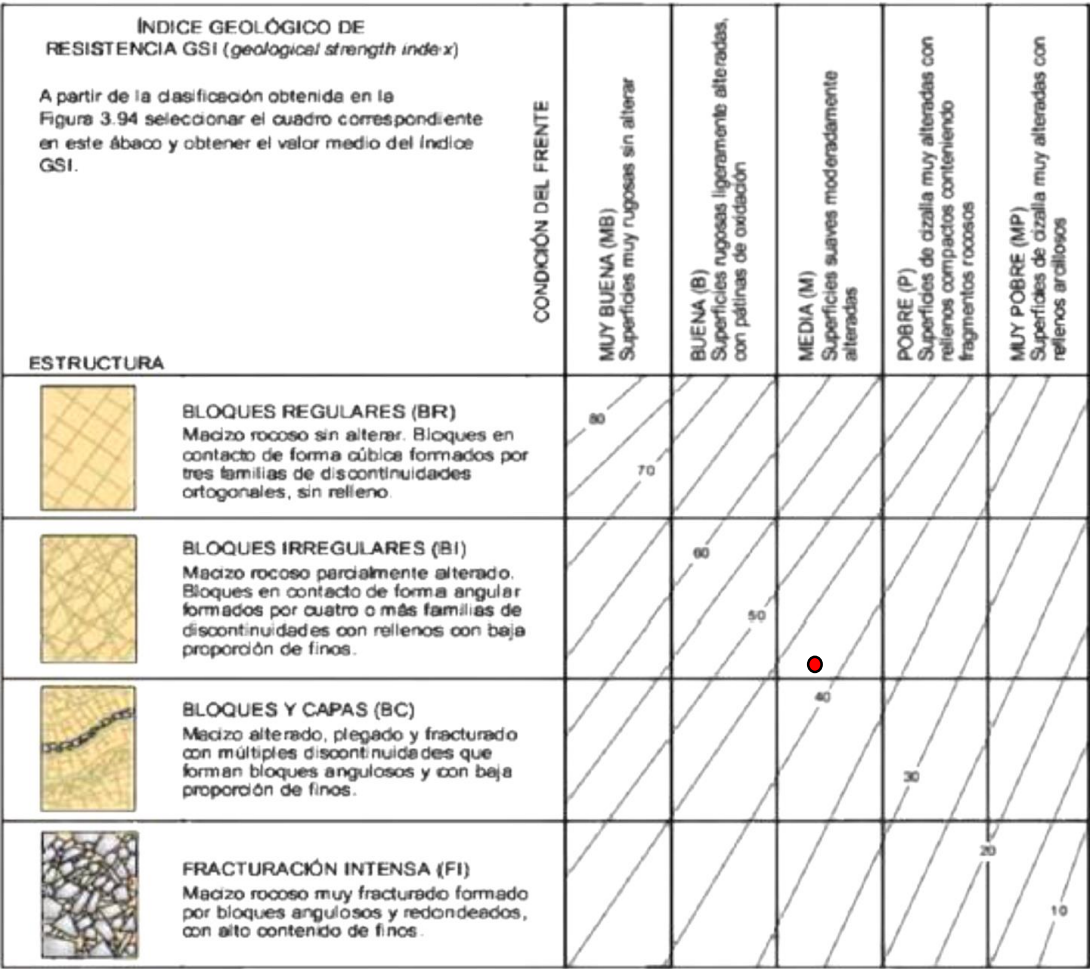 ÍNDICE GEOLÓGICO DE
RESISTENCIA GSI (geological strength index)
A partir de la clasificación obtenida en la
Figura 3.94 seleccionar el cuadro correspondiente
en este ábaco y obtener el valor medio del índice
GSI.
CONDICIÓN DEL FRENTE
MUY BUENA (MB)
Superficies muy rugosas sin alterar
BUENA (B)
Superficies rugosas ligeramente alteradas,
con pátinas de oxidación
MEDIA (M)
Superficies suaves moderadamente
alteradas
POBRE (P)
Superficies de cizalla muy alteradas con
rellenos compactos conteniendo
fragmentos rocosos
MUY POBRE (MP)
Superficies de cizalla muy alteradas con
rellenos arcillosos
ESTRUCTURA
BLOQUES REGULARES (BR)
Macizo rocoso sin alterar. Bloques en
contacto de forma cúbica formados por
tres familias de discontinuidades
ortogonales, sin relleno.
80
70
BLOQUES IRREGULARES (BI)
Macizo rocoso parcialmente alterado.
Bloques en contacto de forma angular
formados por cuatro o más familias de
discontinuidades con rellenos con baja
proporción de finos.
60
50
BLOQUES Y CAPAS (BC)
Macizo alterado, plegado y fracturado
con múltiples discontinuidades que
forman bloques angulosos y con baja
proporción de finos.
40
30
FRACTURACIÓN INTENSA (FI)
Macizo rocoso muy fracturado formado
por bloques angulosos y redondeados,
con alto contenido de finos.
20
10